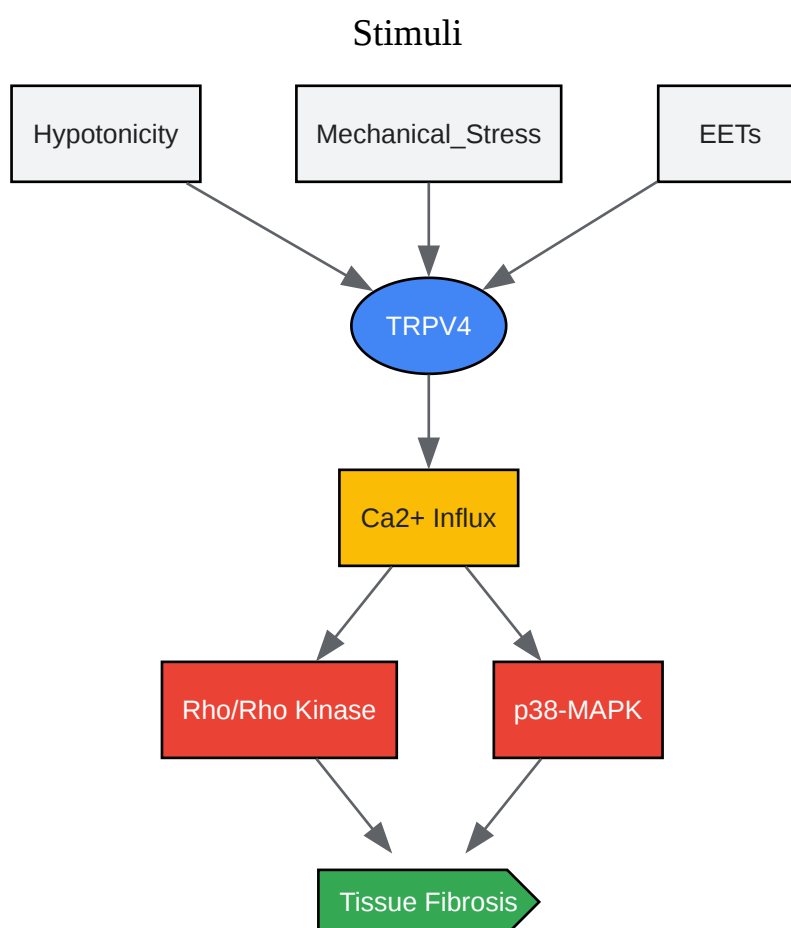 Stimuli
Hypotonicity
Mechanical_Stress
EETs
TRPV4
Ca2+ Influx
Rho/Rho Kinase
p38-MAPK
Tissue Fibrosis